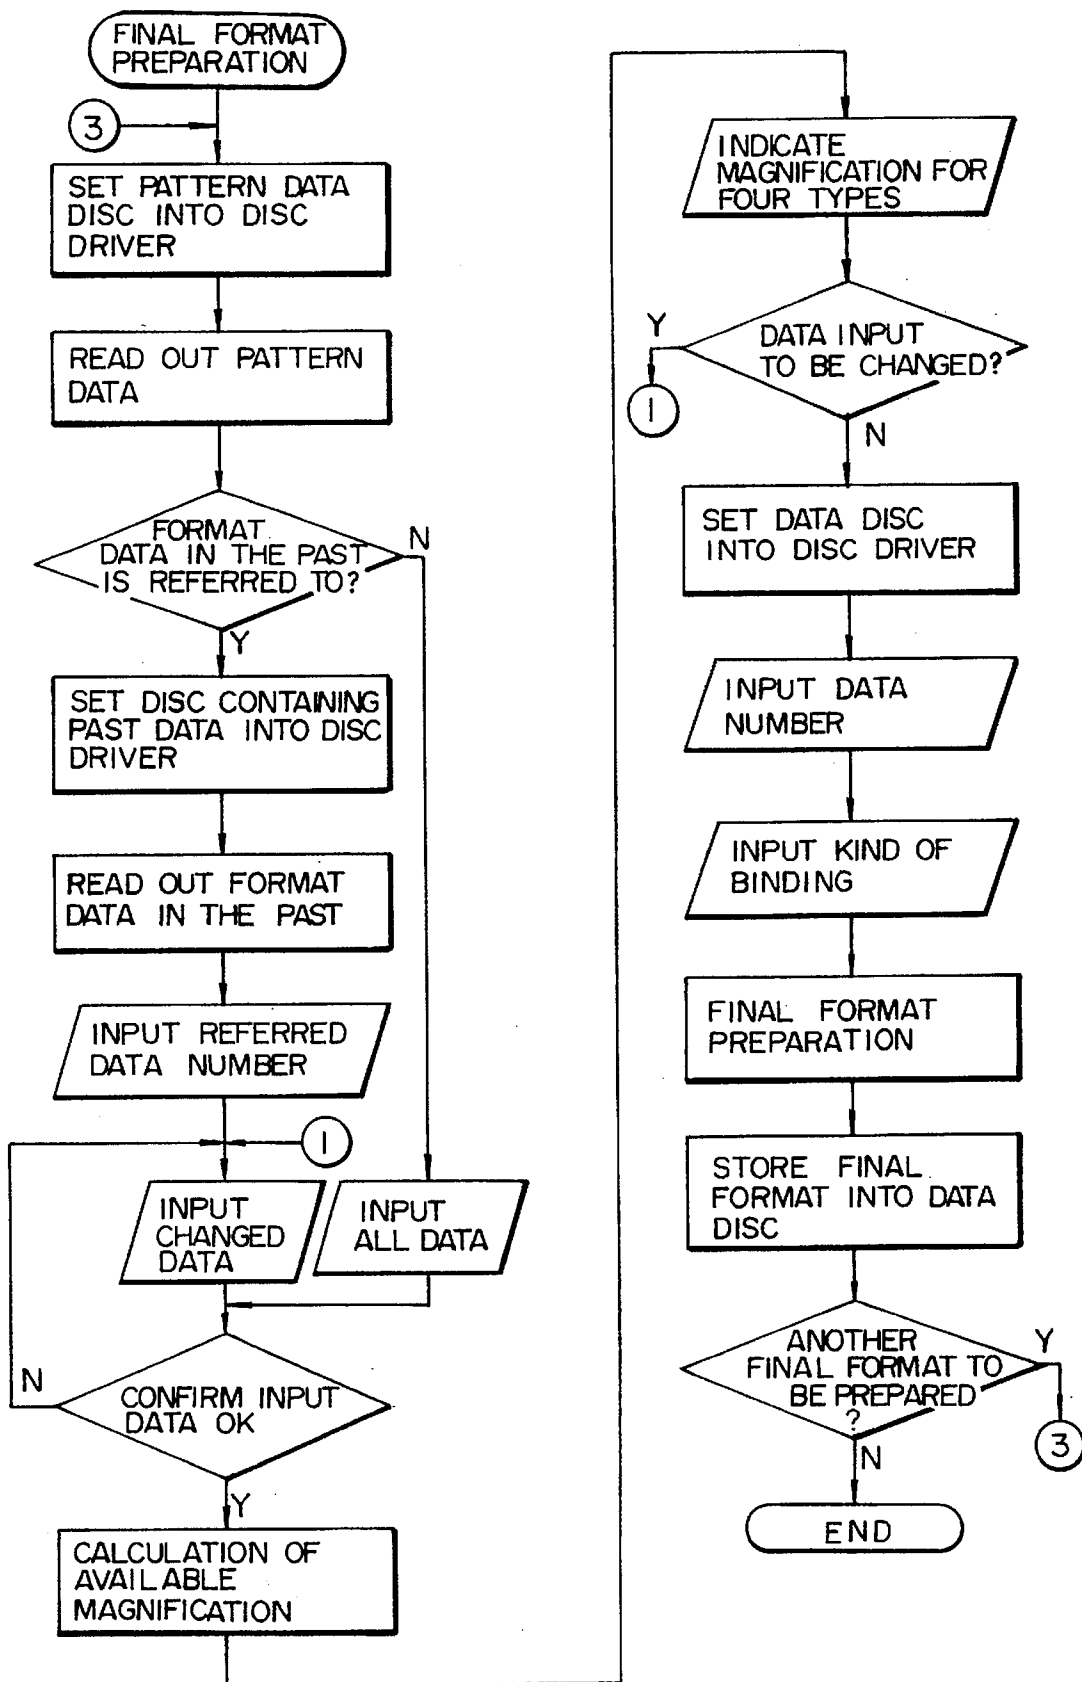 FINAL FORMAT
PREPARATION
3
SET PATTERN DATA
DISC INTO DISC
DRIVER
READ OUT PATTERN
DATA
FORMAT
DATA IN THE PAST
IS REFERRED TO?
N
Y
SET DISC CONTAINING
PAST DATA INTO DISC
DRIVER
READ OUT FORMAT
DATA IN THE PAST
INPUT REFERRED
DATA NUMBER
1
INPUT
CHANGED
DATA
INPUT
ALL DATA
N
CONFIRM INPUT
DATA OK
Y
CALCULATION OF
AVAILABLE
MAGNIFICATION
INDICATE
MAGNIFICATION FOR
FOUR TYPES
Y
DATA INPUT
TO BE CHANGED?
1
N
SET DATA DISC
INTO DISC DRIVER
INPUT DATA
NUMBER
INPUT KIND OF
BINDING
FINAL FORMAT
PREPARATION
STORE FINAL
FORMAT INTO DATA
DISC
ANOTHER
FINAL FORMAT TO
BE PREPARED
?
Y
3
N
END